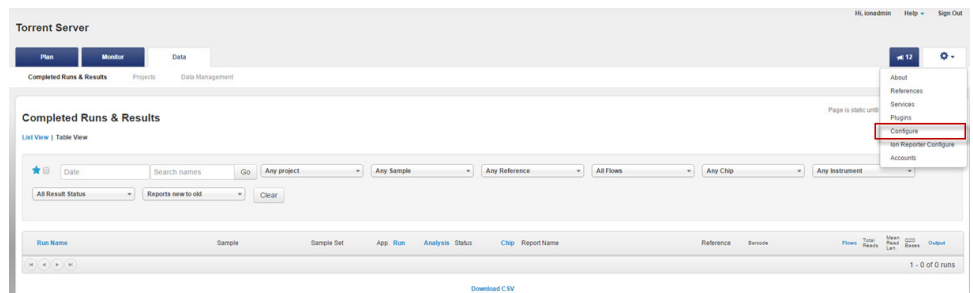 Hi, ionadmin Help Sign Out
Torrent Server
Plan Monitor Data 12
Completed Runs & Results Projects Data Management
About
References
Services
Plugins
Configure
Ion Reporter Configure
Accounts
Page is static until
Completed Runs & Results
List View | Table View
Date Search names Go Any project Any Sample Any Reference All Flows Any Chip Any Instrument
All Result Status Reports new to old Clear
Run Name Sample Sample Set App. Run Analysis Status Chip Report Name Reference Barcode Flows Total Reads Mean Read Len. Q20 Bases Output
1 - 0 of 0 runs
Download CSV